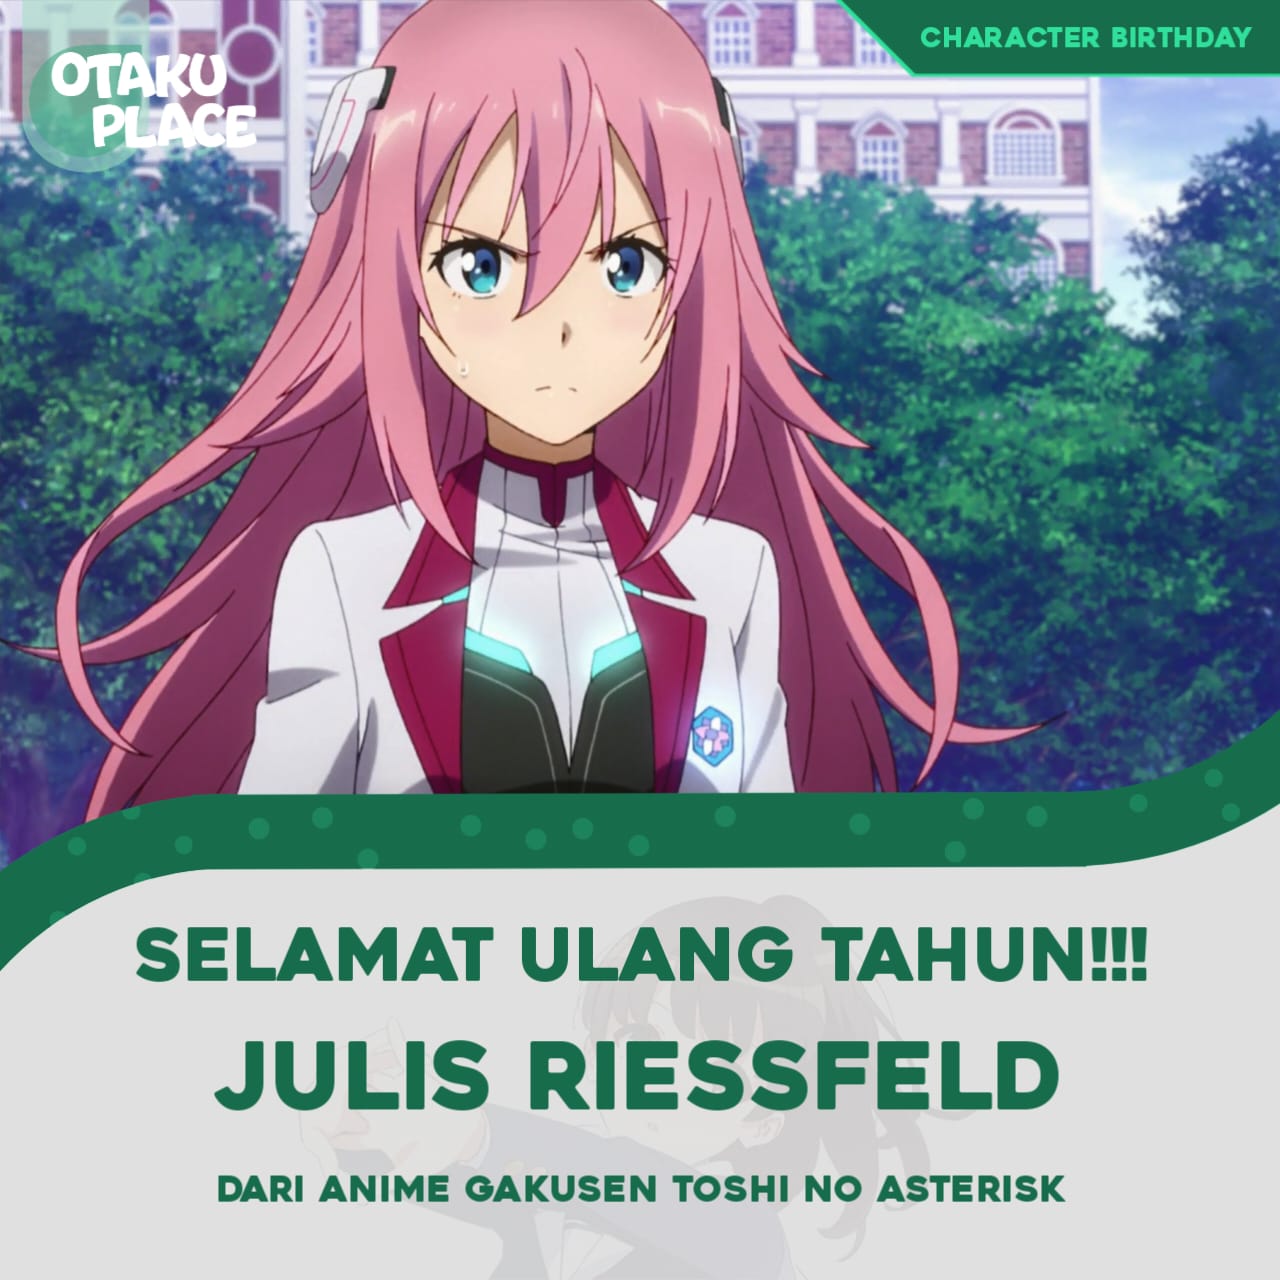 OTAKU
PLACE
CHARACTER BIRTHDAY
SELAMAT ULANG TAHUN!!!
JULIS RIESSFELD
DARI ANIME GAKUSEN TOSHI NO ASTERISK